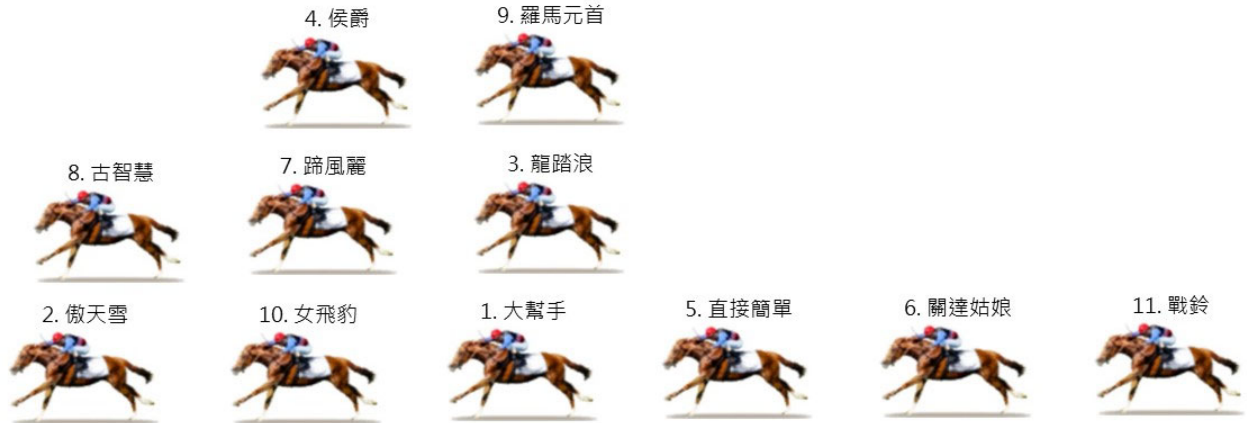 4. 侯爵
9. 羅馬元首
8. 古智慧
7. 蹄風麗
3. 龍踏浪
2. 傲天雪
10. 女飛豹
1. 大幫手
5. 直接簡單
6. 關達姑娘
11. 戰鈴